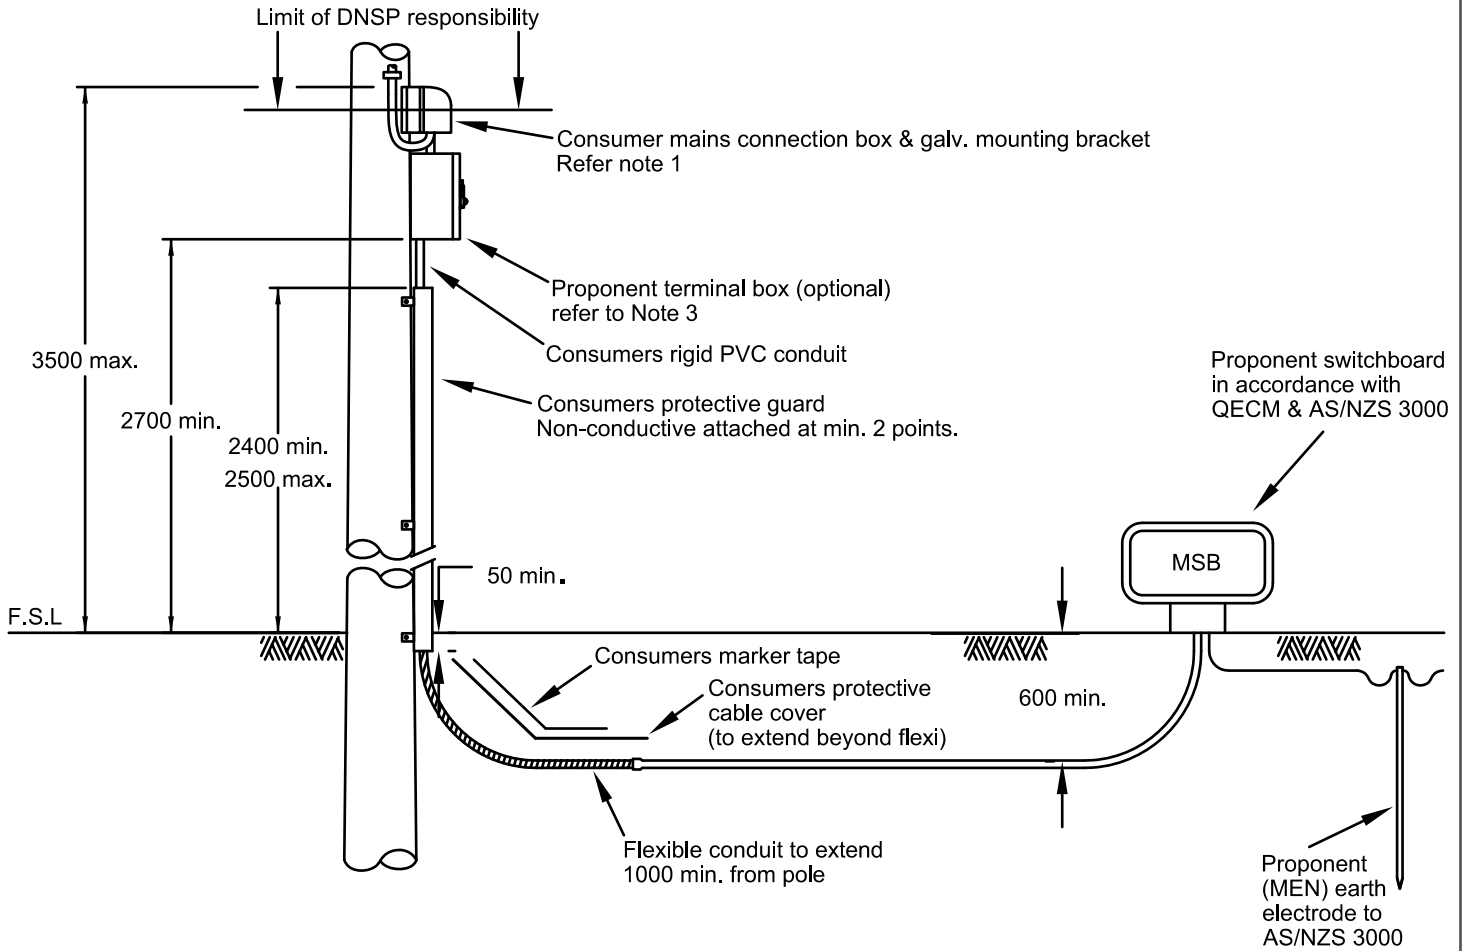 Limit of DNSP responsibility
Consumer mains connection box & galv. mounting bracket
Refer note 1
Proponent terminal box (optional)
refer to Note 3
Consumers rigid PVC conduit
3500 max.
Proponent switchboard
in accordance with
QECM & AS/NZS 3000
2700 min.
Consumers protective guard
Non-conductive attached at min. 2 points.
2400 min.
2500 max.
MSB
50 min.
F.S.L
Consumers marker tape
Consumers protective
cable cover
(to extend beyond flexi)
600 min.
Flexible conduit to extend
1000 min. from pole
Proponent
(MEN) earth
electrode to
AS/NZS 3000